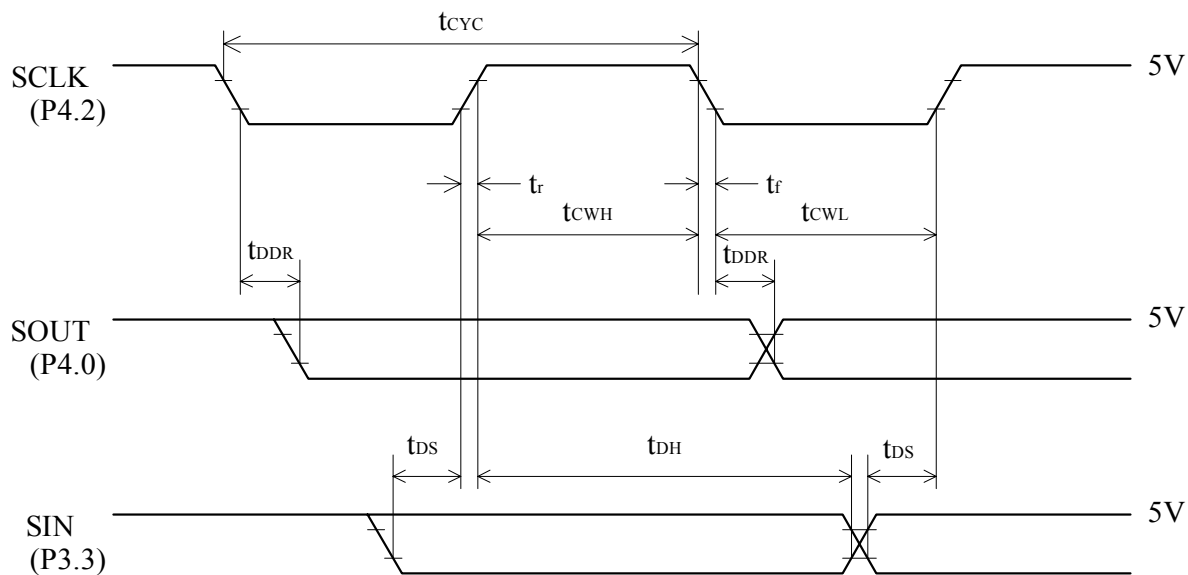 tCYC
SCLK
(P4.2)
5V
tr
tf
tCWH
tCWL
tDDR
tDDR
SOUT
(P4.0)
5V
tDS
tDH
tDS
SIN
(P3.3)
5V